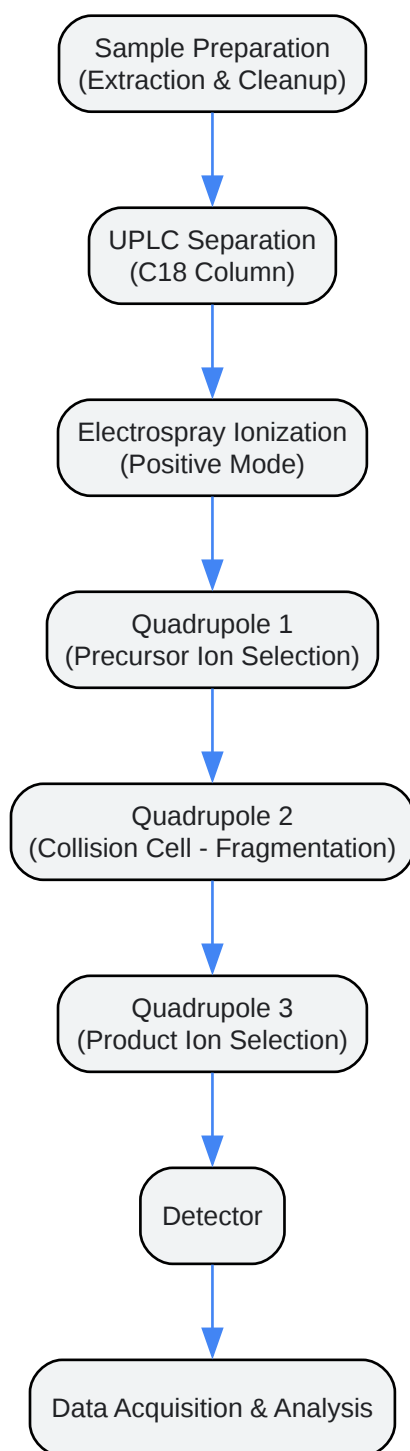 Sample Preparation
(Extraction & Cleanup)
UPLC Separation
(C18 Column)
Electrospray Ionization
(Positive Mode)
Quadrupole 1
(Precursor Ion Selection)
Quadrupole 2
(Collision Cell - Fragmentation)
Quadrupole 3
(Product Ion Selection)
Detector
Data Acquisition & Analysis